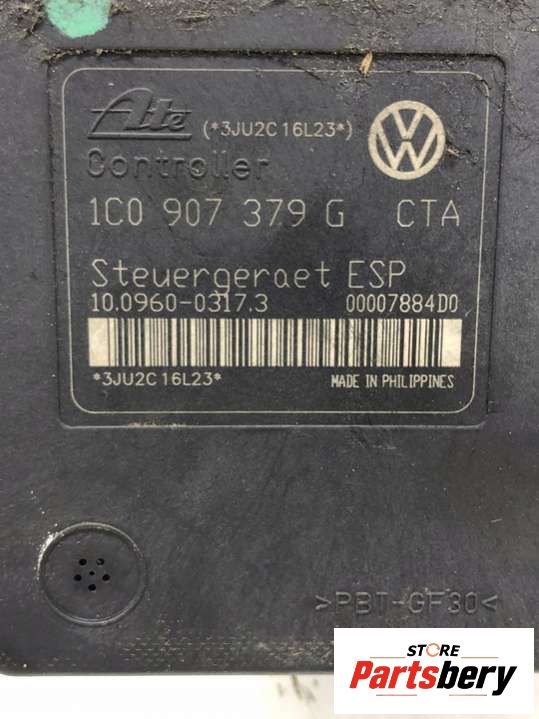 Ate (*3JU2C16L23*)
Controller
1C0 907 379 G CTA
Steuergeraet ESP
10.0960-0317.3 00007884D0
*3JU2C16L23* MADE IN PHILIPPINES
>PBT-GF30<
STORE
Partsbery